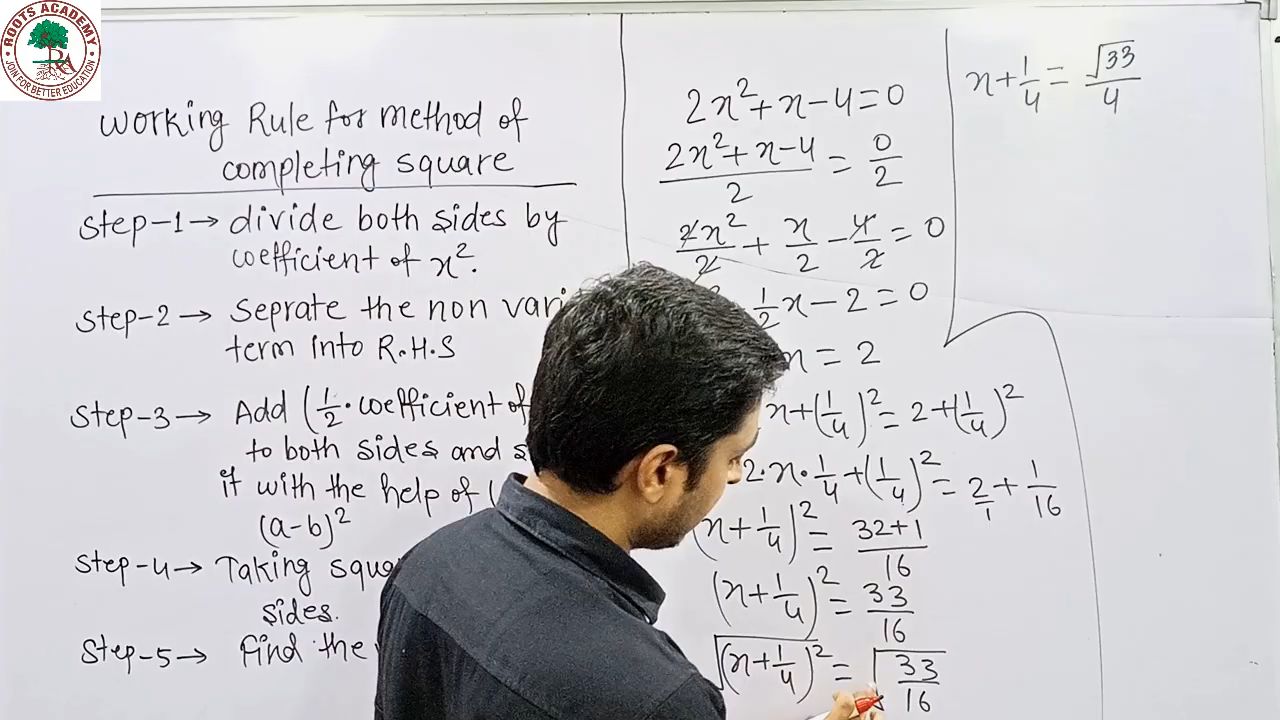 ROOTS ACADEMY
RA
JOIN FOR BETTER EDUCATION
Working Rule for method of
completing square
Step-1→ divide both sides by
coefficient of x².
Step-2 → Seprate the non
term into R.H.S
Step-3 → Add (1/2 · coefficient of
to both sides and
it with the help of (
(a-b)²
Step-4→ Taking
sides.
Step-5→ find the
2x²+x-4=0
2x²+x-4/2 = 0/2
2x²/2 + x/2 - 4/2 = 0
1/2x - 2 = 0
x = 2
x+(1/4)² = 2+(1/4)²
2·x·1/4+(1/4)² = 2/1 + 1/16
(x+1/4)² = 32+1/16
(x+1/4)² = 33/16
√(x+1/4)² = √33/16
x+1/4 = √33/4